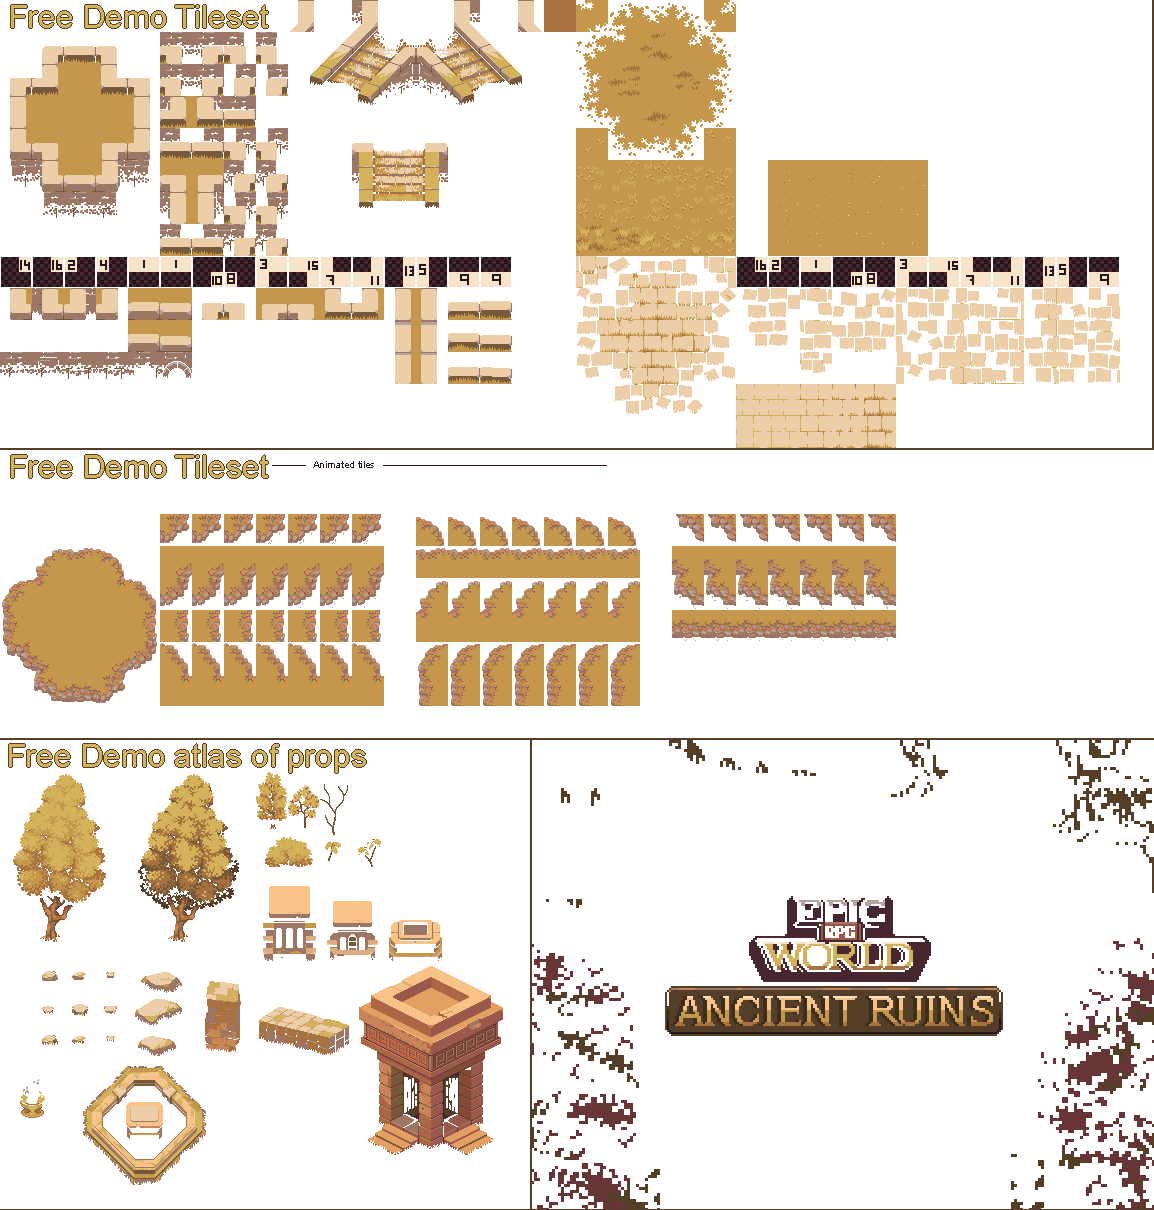 Free Demo Tileset
14 16 2 4 1 1 10 8 3 15 7 11 13 5 9 9
16 2 1 10 8 3 15 7 11 13 5 9
Free Demo Tileset
Animated tiles
Free Demo atlas of props
EPIC
RPG
WORLD
ANCIENT RUINS